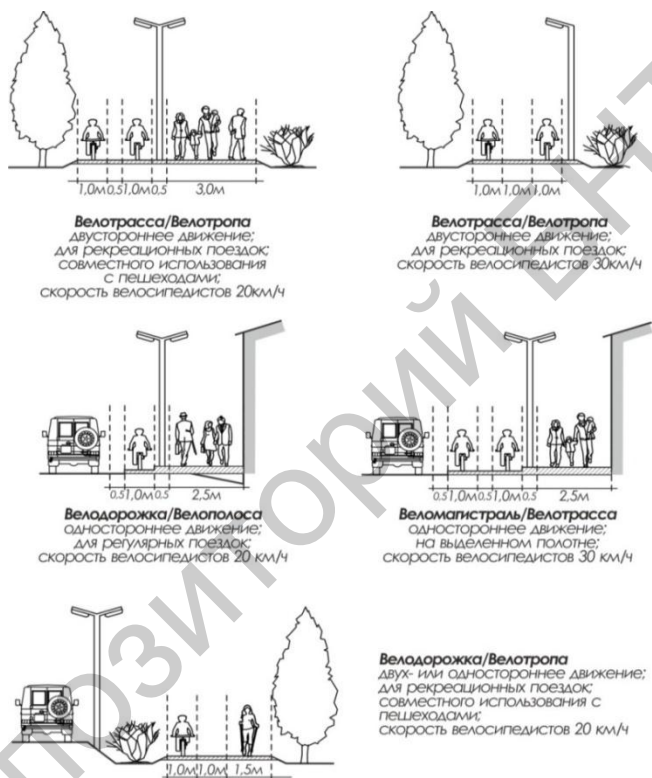 1,0м 0.5 1,0м 0.5 3,0м
Велотрасса/Велотропа
двустороннее движение;
для рекреационных поездок;
совместного использования
с пешеходами;
скорость велосипедистов 20км/ч
1,0м 1,0м 1,0м
Велотрасса/Велотропа
двустороннее движение;
для рекреационных поездок;
скорость велосипедистов 30км/ч
0.5 1,0м 0.5 2,5м
Велодорожка/Велополоса
одностороннее движение;
для регулярных поездок;
скорость велосипедистов 20 км/ч
0.5 1,0м 0.5 1,0м 0.5 2,5м
Веломагистраль/Велотрасса
одностороннее движение;
на выделенном полотне;
скорость велосипедистов 30 км/ч
1,0м 1,0м 1,5м
Велодорожка/Велотропа
двух- или одностороннее движение;
для рекреационных поездок;
совместного использования с
пешеходами;
скорость велосипедистов 20 км/ч